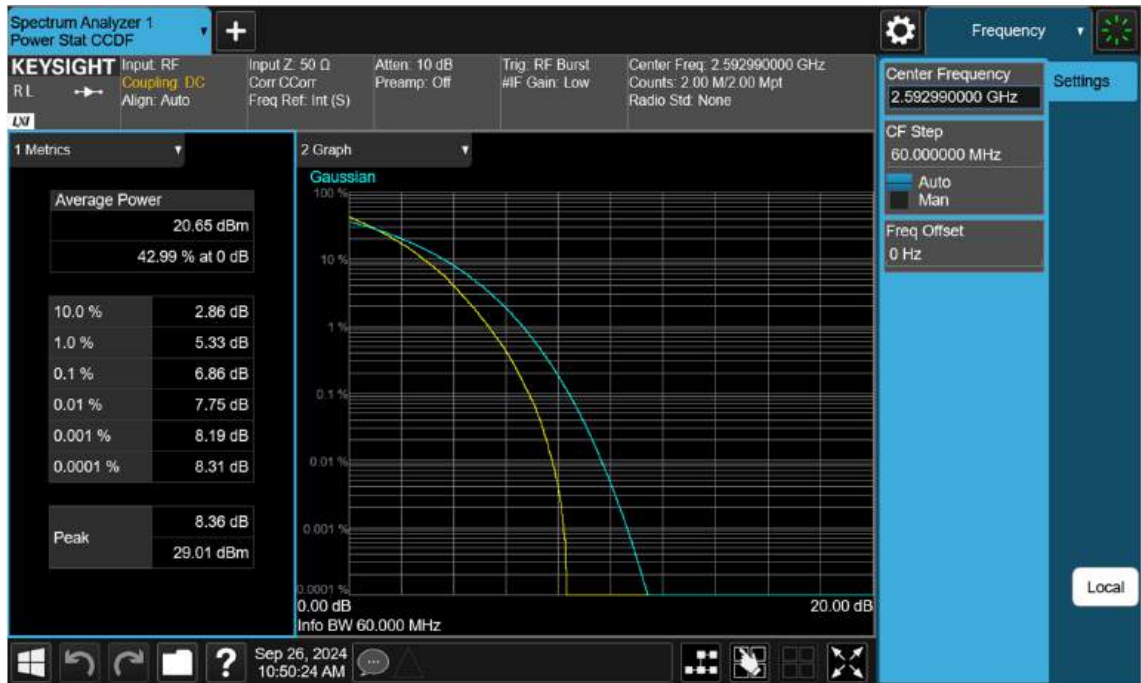 Spectrum Analyzer 1
Power Stat CCDF
+
Frequency
KEYSIGHT
R L
LXI
Input: RF
Coupling: DC
Align: Auto
Input Z: 50 Ω
Corr CCorr
Freq Ref: Int (S)
Atten: 10 dB
Preamp: Off
Trig: RF Burst
#IF Gain: Low
Center Freq: 2.592990000 GHz
Counts: 2.00 M/2.00 Mpt
Radio Std: None
Center Frequency
2.592990000 GHz
Settings
CF Step
60.000000 MHz
Auto
Man
Freq Offset
0 Hz
1 Metrics
Average Power
20.65 dBm
42.99 % at 0 dB
10.0 % 2.86 dB
1.0 % 5.33 dB
0.1 % 6.86 dB
0.01 % 7.75 dB
0.001 % 8.19 dB
0.0001 % 8.31 dB
Peak
8.36 dB
29.01 dBm
2 Graph
Gaussian
100 %
10 %
1 %
0.1 %
0.01 %
0.001 %
0.0001 %
0.00 dB 20.00 dB
Info BW 60.000 MHz
Local
?
Sep 26, 2024
10:50:24 AM